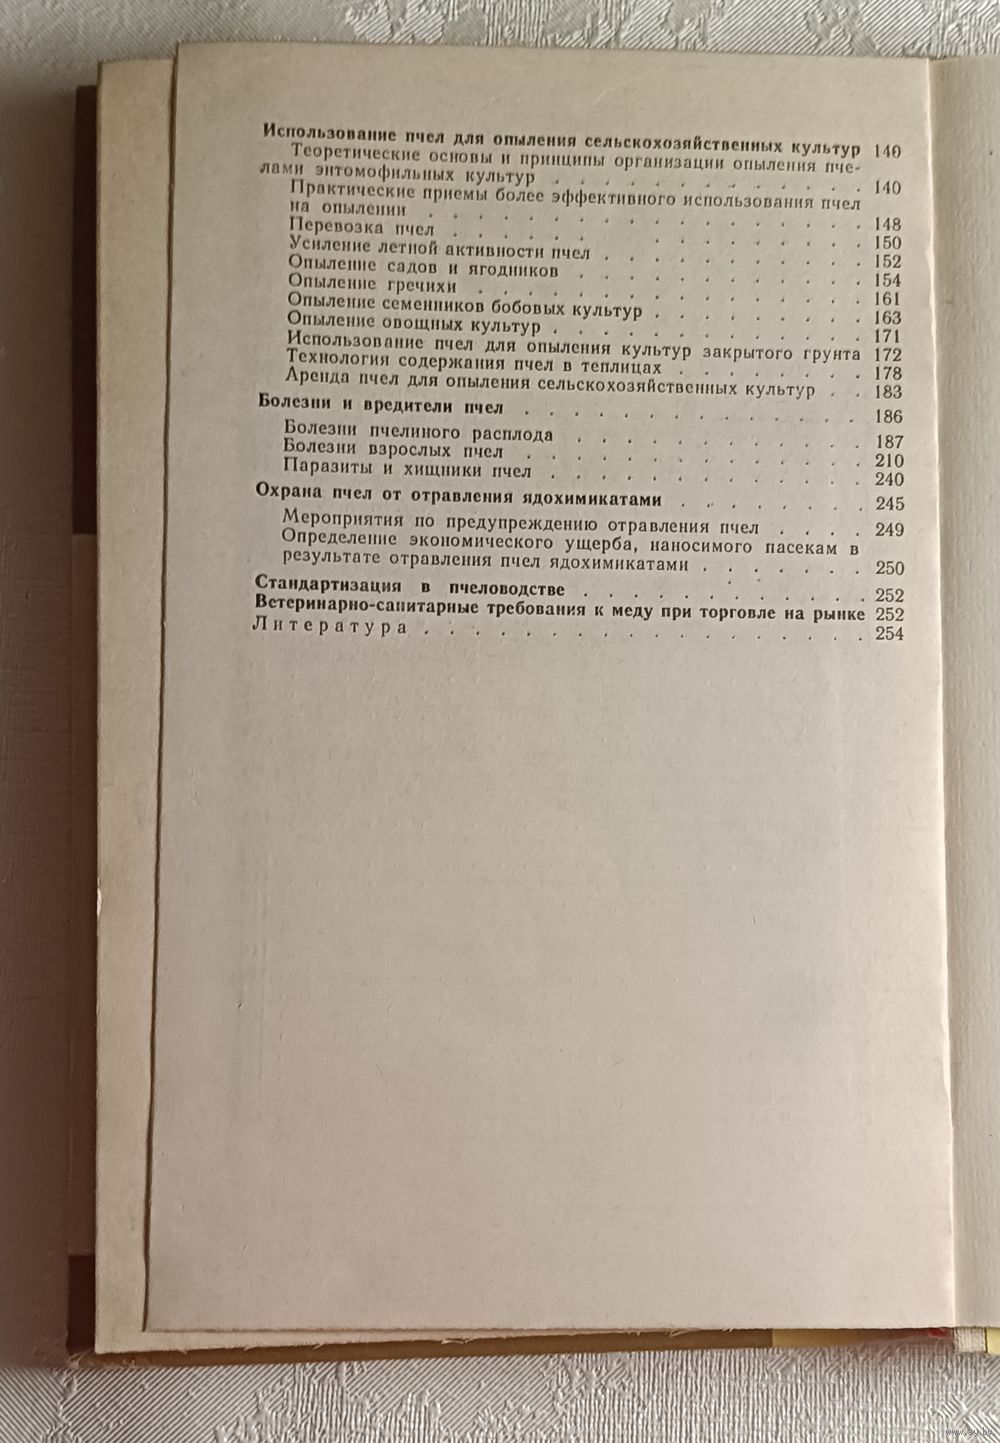 Использование пчел для опыления сельскохозяйственных культур 140
Теоретические основы и принципы организации опыления пче-
лами энтомофильных культур . . . . . . . . . . . . 140
Практические приемы более эффективного использования пчел
на опылении . . . . . . . . . . . . . . . . 148
Перевозка пчел . . . . . . . . . . . . . . . 150
Усиление летной активности пчел . . . . . . . . . . 152
Опыление садов и ягодников . . . . . . . . . . . 154
Опыление гречихи . . . . . . . . . . . . . . 161
Опыление семенников бобовых культур . . . . . . . . 163
Опыление овощных культур . . . . . . . . . . . . 171
Использование пчел для опыления культур закрытого грунта 172
Технология содержания пчел в теплицах . . . . . . . 178
Аренда пчел для опыления сельскохозяйственных культур . . 183
Болезни и вредители пчел . . . . . . . . . . . . . 186
Болезни пчелиного расплода . . . . . . . . . . . 187
Болезни взрослых пчел . . . . . . . . . . . . . 210
Паразиты и хищники пчел . . . . . . . . . . . . 240
Охрана пчел от отравления ядохимикатами . . . . . . . 245
Мероприятия по предупреждению отравления пчел . . . . 249
Определение экономического ущерба, наносимого пасекам в
результате отравления пчел ядохимикатами . . . . . . . 250
Стандартизация в пчеловодстве . . . . . . . . . . . 252
Ветеринарно-санитарные требования к меду при торговле на рынке 252
Литература . . . . . . . . . . . . . . . . . . 254
www.ay.by